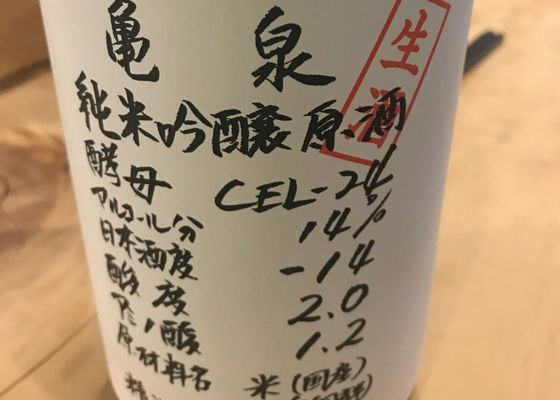 亀泉
生酒
純米吟醸原酒
酵母 CEL-24
アルコール分 14%
日本酒度 -14
酸度 2.0
アミノ酸 1.2
原材料名 米(国産)